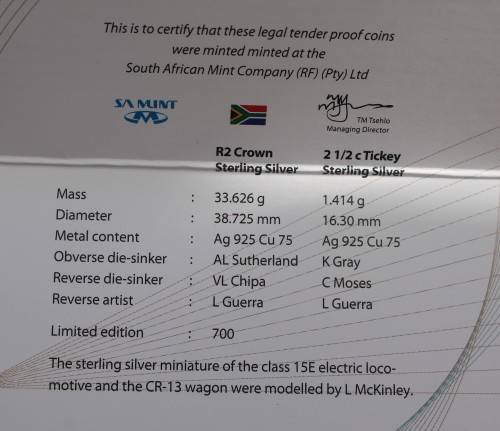 This is to certify that these legal tender proof coins
were minted minted at the
South African Mint Company (RF) (Pty) Ltd
SA MINT
TM Tsehlo
Managing Director
R2 Crown 2 1/2 c Tickey
Sterling Silver Sterling Silver
Mass : 33.626 g 1.414 g
Diameter : 38.725 mm 16.30 mm
Metal content : Ag 925 Cu 75 Ag 925 Cu 75
Obverse die-sinker : AL Sutherland K Gray
Reverse die-sinker : VL Chipa C Moses
Reverse artist : L Guerra L Guerra
Limited edition : 700
The sterling silver miniature of the class 15E electric loco-
motive and the CR-13 wagon were modelled by L McKinley.